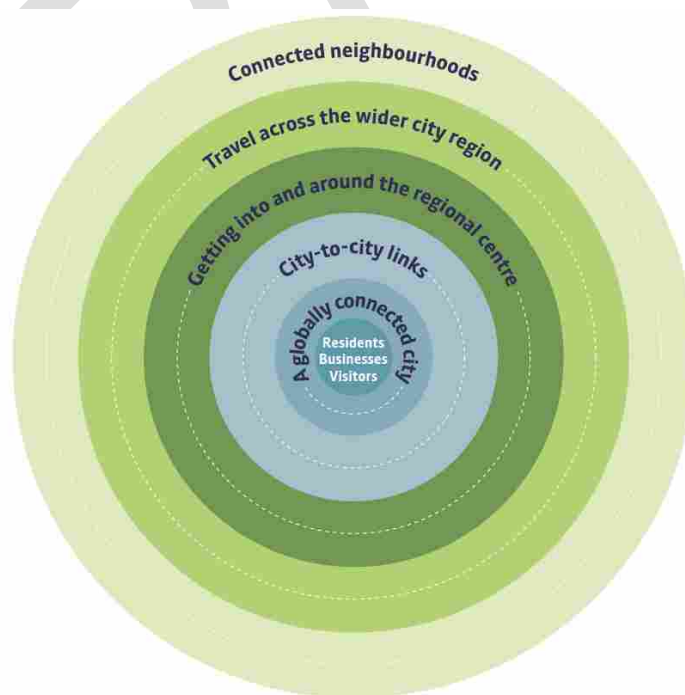 Connected neighbourhoods
Travel across the wider city region
Getting into and around the regional centre
City-to-city links
A globally connected city
Residents
Businesses
Visitors